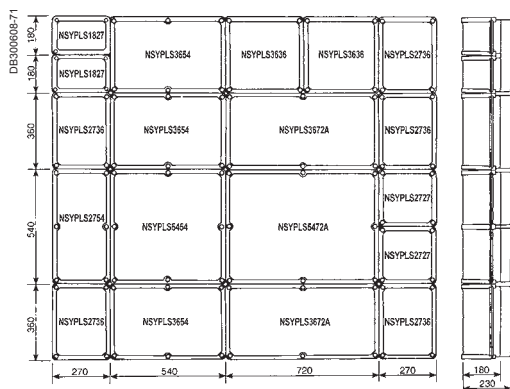 DB300608-71
180
NSYPLS1827
NSYPLS3654
NSYPLS3636
NSYPLS3636
NSYPLS2736
180
NSYPLS1827
360
NSYPLS2736
NSYPLS3654
NSYPLS3672A
NSYPLS2736
540
NSYPLS2754
NSYPLS5454
NSYPLS5472A
NSYPLS2727
NSYPLS2727
360
NSYPLS2736
NSYPLS3654
NSYPLS3672A
NSYPLS2736
270
540
720
270
180
230